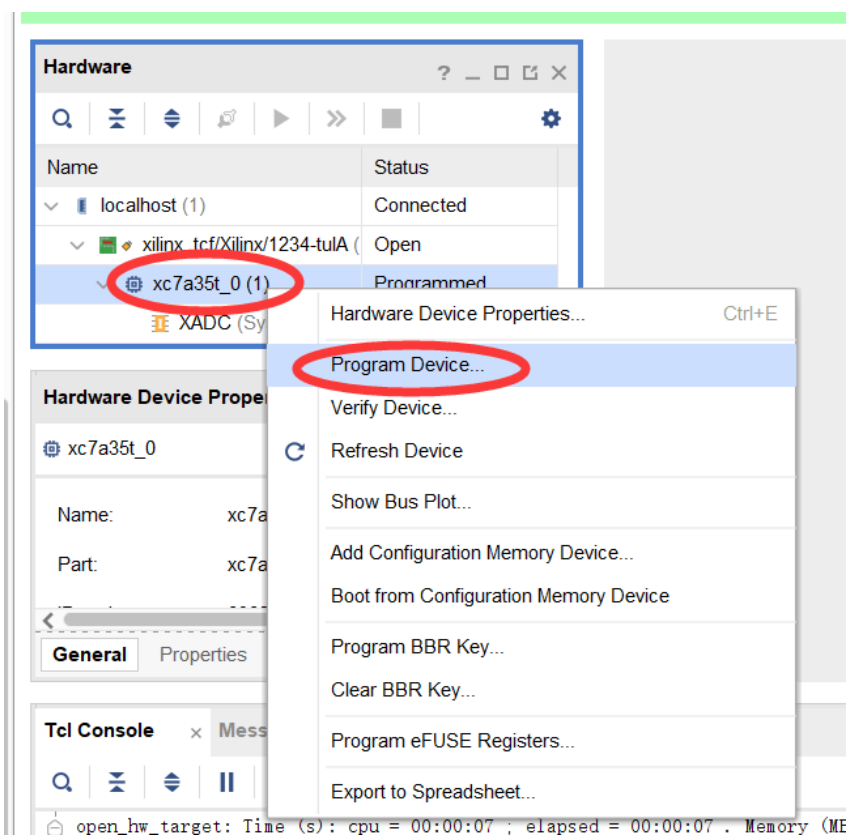 Hardware
? _
Name Status
localhost (1) Connected
xilinx_tcf/Xilinx/1234-tulA ( Open
xc7a35t_0 (1) Programmed
XADC (Sy
Hardware Device Properties... Ctrl+E
Program Device...
Verify Device...
Refresh Device
Show Bus Plot...
Add Configuration Memory Device...
Boot from Configuration Memory Device
Program BBR Key...
Clear BBR Key...
Program eFUSE Registers...
Export to Spreadsheet...
Hardware Device Proper
xc7a35t_0
Name: xc7a
Part: xc7a
General Properties
Tcl Console × Mess
open_hw_target: Time (s): cpu = 00:00:07 ; elapsed = 00:00:07 . Memory (ME